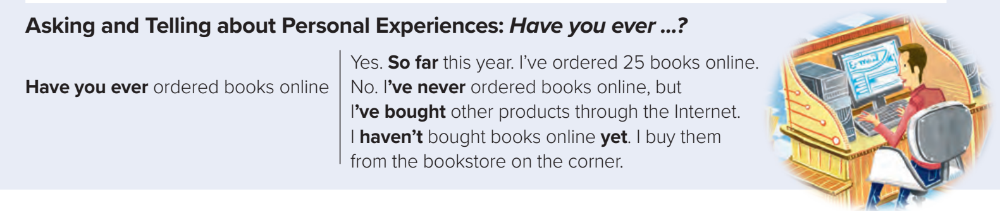 Asking and Telling about Personal Experiences: Have you ever ...?
Have you ever ordered books online
Yes. So far this year. I've ordered 25 books online.
No. I've never ordered books online, but
I've bought other products through the Internet.
I haven't bought books online yet. I buy them
from the bookstore on the corner.
E-mail